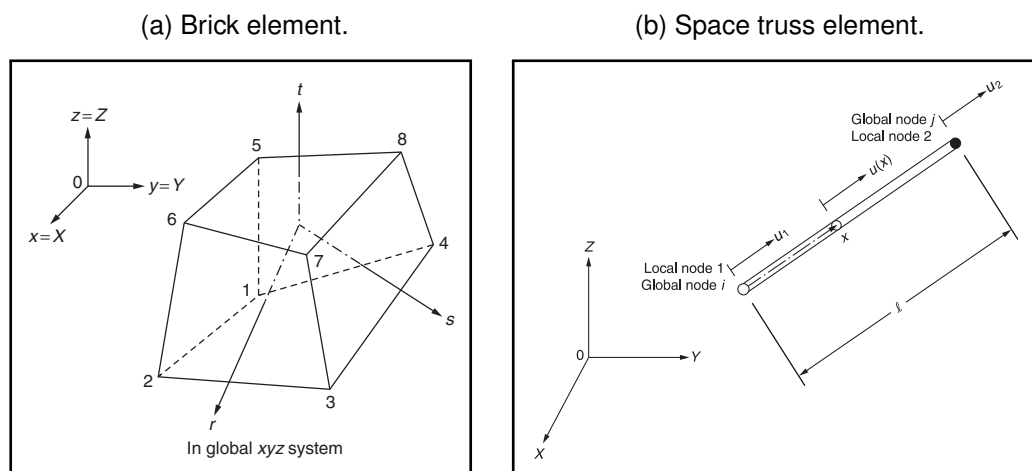 (a) Brick element.
t
z=Z
0
y=Y
x=X
5
8
6
7
4
1
s
2
3
r
In global xyz system
(b) Space truss element.
u2
Global node j
Local node 2
u(x)
u1
x
Local node 1
Global node i
Z
ℓ
0
Y
X